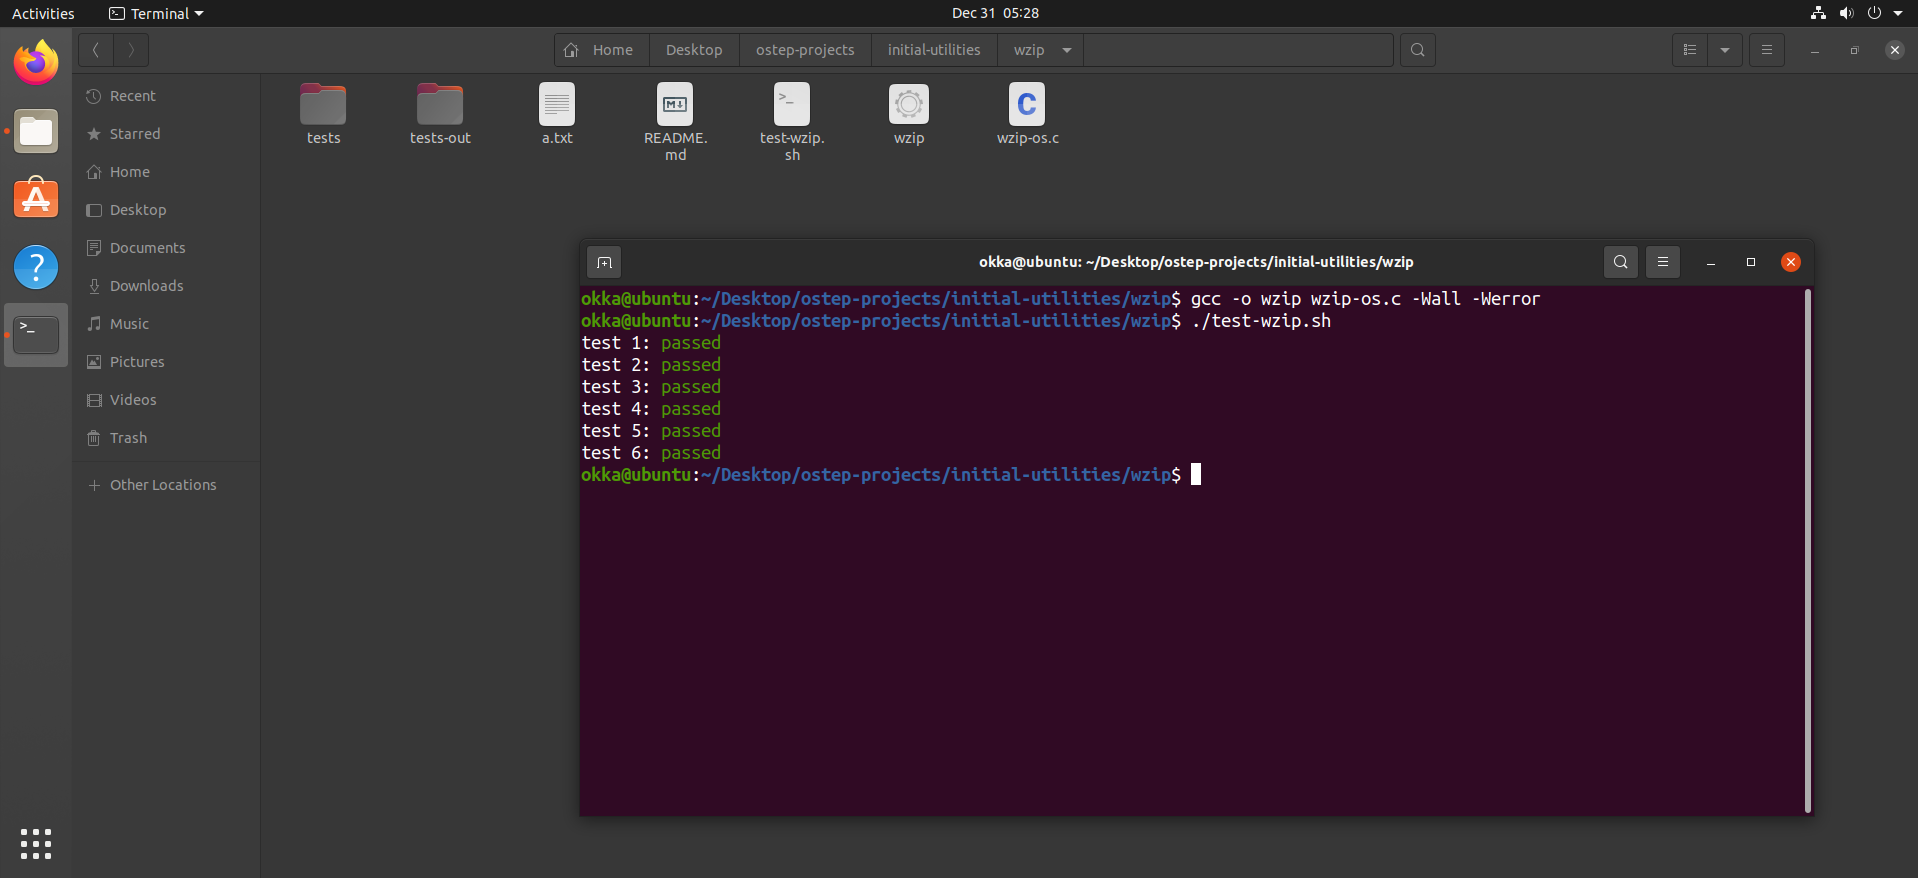 Activities
Terminal
Dec 31 05:28
Home
Desktop
ostep-projects
initial-utilities
wzip
Recent
Starred
Home
Desktop
Documents
Downloads
Music
Pictures
Videos
Trash
Other Locations
tests
tests-out
a.txt
README.
md
test-wzip.
sh
wzip
wzip-os.c
okka@ubuntu: ~/Desktop/ostep-projects/initial-utilities/wzip
okka@ubuntu:~/Desktop/ostep-projects/initial-utilities/wzip$ gcc -o wzip wzip-os.c -Wall -Werror
okka@ubuntu:~/Desktop/ostep-projects/initial-utilities/wzip$ ./test-wzip.sh
test 1: passed
test 2: passed
test 3: passed
test 4: passed
test 5: passed
test 6: passed
okka@ubuntu:~/Desktop/ostep-projects/initial-utilities/wzip$